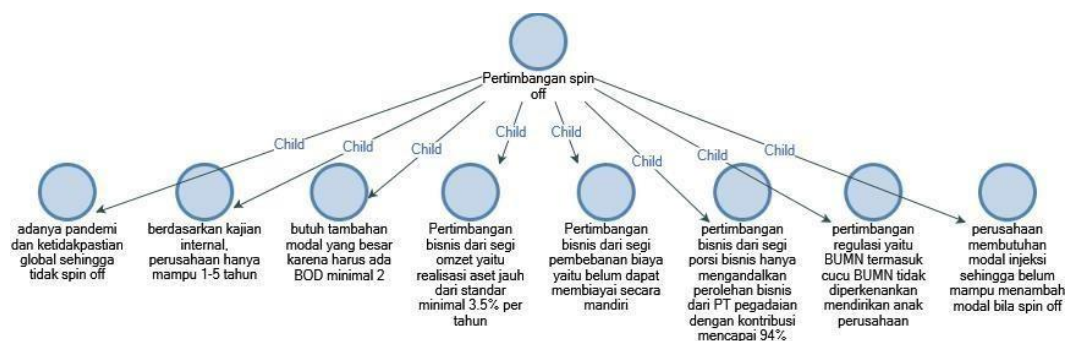 Pertimbangan spin
off
Child
Child
Child
Child
Child
Child
Child
Child
adanya pandemi
dan ketidakpastian
global sehingga
tidak spin off
berdasarkan kajian
internal,
perusahaan hanya
mampu 1-5 tahun
butuh tambahan
modal yang besar
karena harus ada
BOD minimal 2
Pertimbangan
bisnis dari segi
omzet yaitu
realisasi aset jauh
dari standar
minimal 3.5% per
tahun
Pertimbangan
bisnis dari segi
pembebanan biaya
yaitu belum dapat
membiayai secara
mandiri
pertimbangan
bisnis dari segi
porsi bisnis hanya
mengandalkan
perolehan bisnis
dari PT pegadaian
dengan kontribusi
mencapai 94%
pertimbangan
regulasi yaitu
BUMN termasuk
cucu BUMN tidak
diperkenankan
mendirikan anak
perusahaan
perusahaan
membutuhkan
modal injeksi
sehingga belum
mampu menambah
modal bila spin off